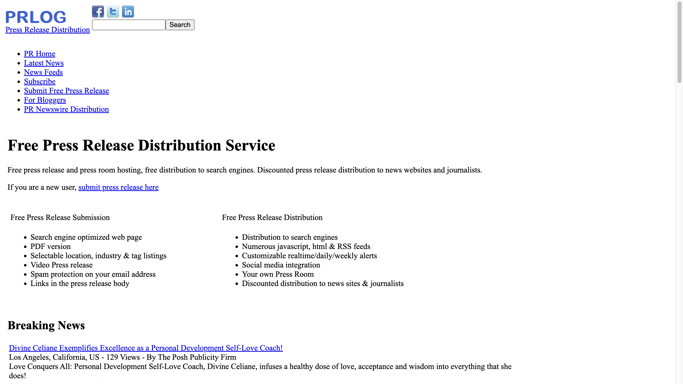 PRLOG
Press Release Distribution
Search
PR Home
Latest News
News Feeds
Subscribe
Submit Free Press Release
For Bloggers
PR Newswire Distribution
Free Press Release Distribution Service
Free press release and press room hosting, free distribution to search engines. Discounted press release distribution to news websites and journalists.
If you are a new user, submit press release here
Free Press Release Submission
Search engine optimized web page
PDF version
Selectable location, industry & tag listings
Video Press release
Spam protection on your email address
Links in the press release body
Free Press Release Distribution
Distribution to search engines
Numerous javascript, html & RSS feeds
Customizable realtime/daily/weekly alerts
Social media integration
Your own Press Room
Discounted distribution to news sites & journalists
Breaking News
Divine Celiane Exemplifies Excellence as a Personal Development Self-Love Coach!
Los Angeles, California, US - 129 Views - By The Posh Publicity Firm
Love Conquers All: Personal Development Self-Love Coach, Divine Celiane, infuses a healthy dose of love, acceptance and wisdom into everything that she
does!